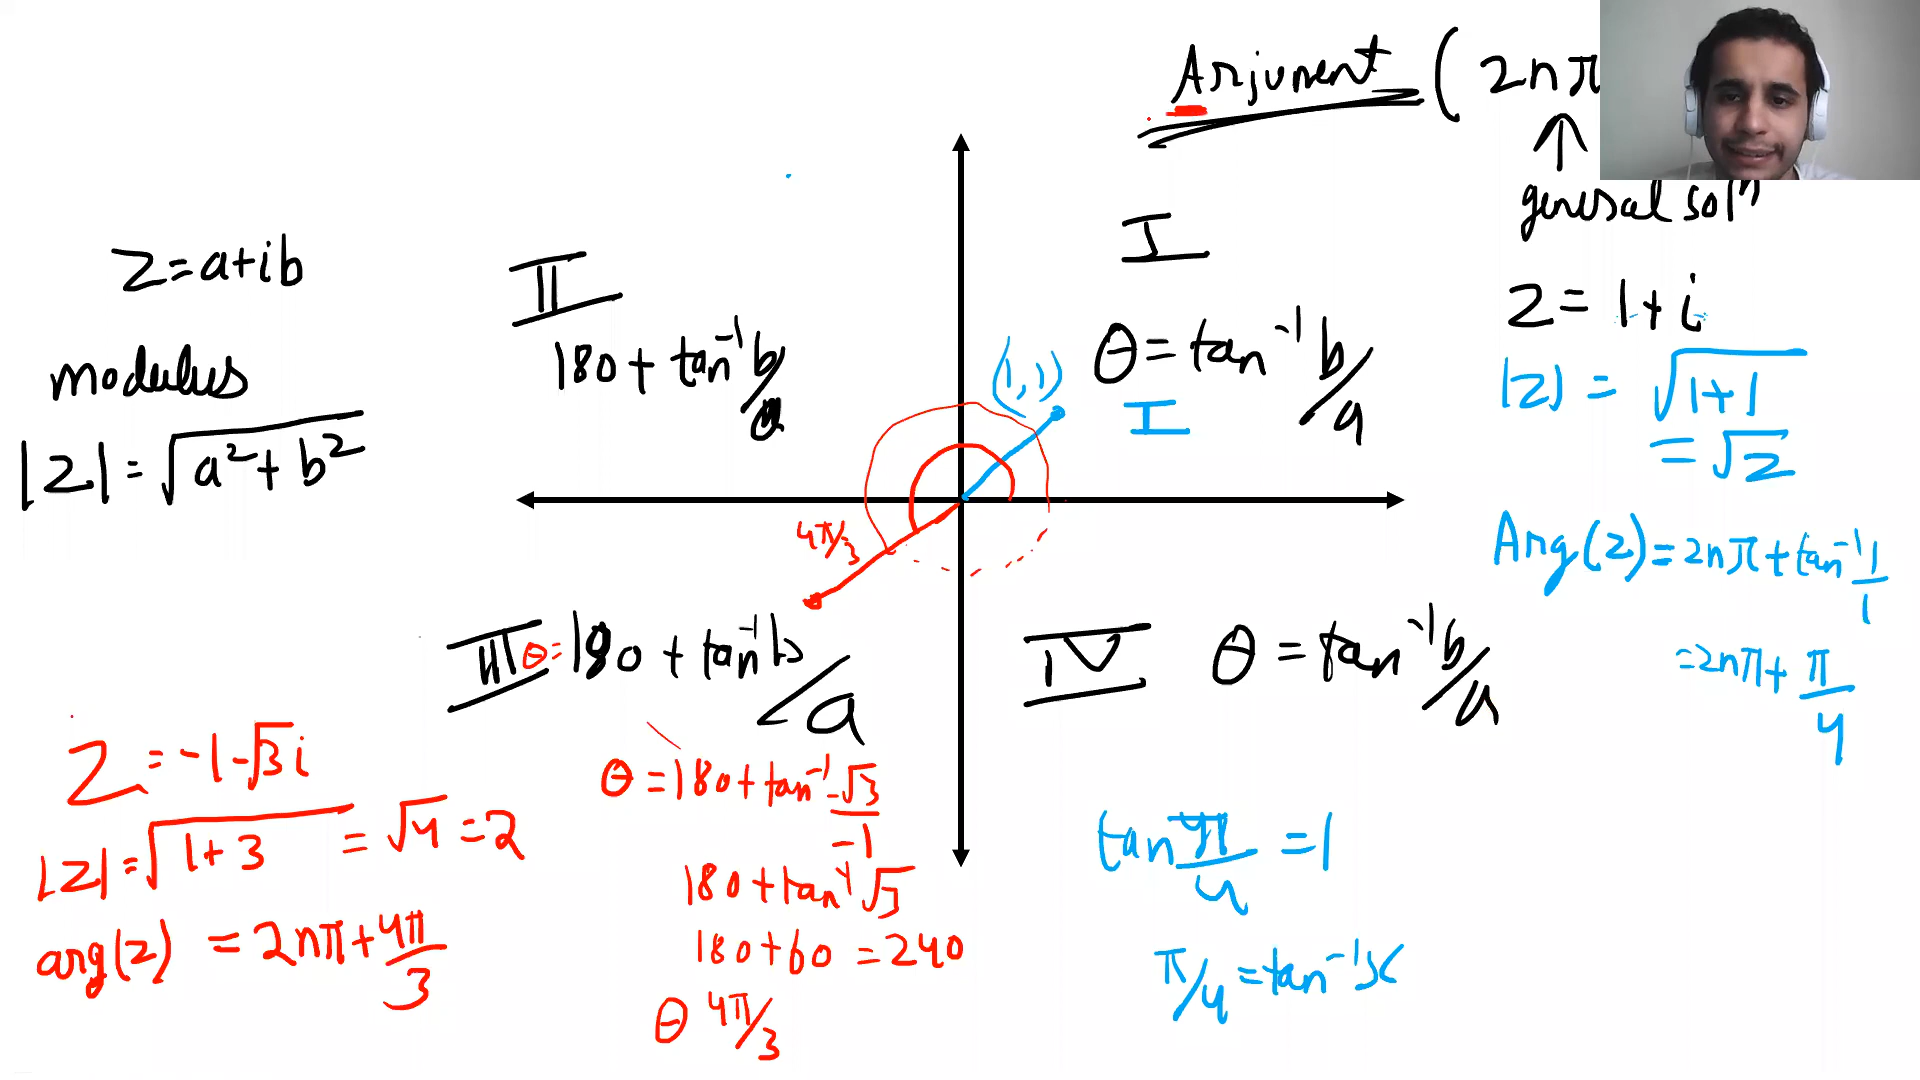 Arjument ( 2nπ
↑
general solⁿ
z = a+ib
modulus
|z| = √(a² + b²)
II
180 + tan⁻¹ b/a
I
θ = tan⁻¹ b/a
(1,1)
I
z = 1 + i
|z| = √(1+1)
= √2
Arg(z) = 2nπ + tan⁻¹ 1/1
= 2nπ + π/4
4π/3
III θ = 180 + tan⁻¹ b/a
IV θ = tan⁻¹ b/a
z = -1 - √3 i
|z| = √(1+3) = √4 = 2
arg(z) = 2nπ + 4π/3
θ = 180 + tan⁻¹ -√3/-1
180 + tan⁻¹ √3
180 + 60 = 240
θ 4π/3
tan π/4 = 1
π/4 = tan⁻¹ x